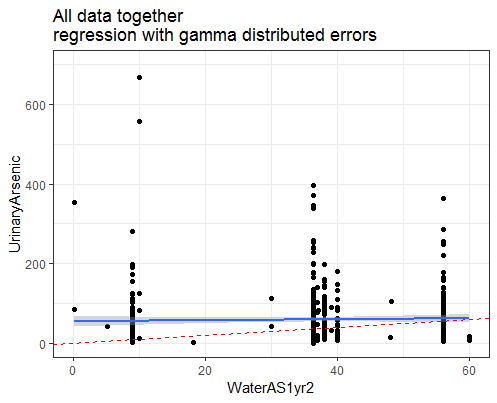 All data together
regression with gamma distributed errors
UrinaryArsenic
600
400
200
0
0 20 40 60
WaterAS1yr2